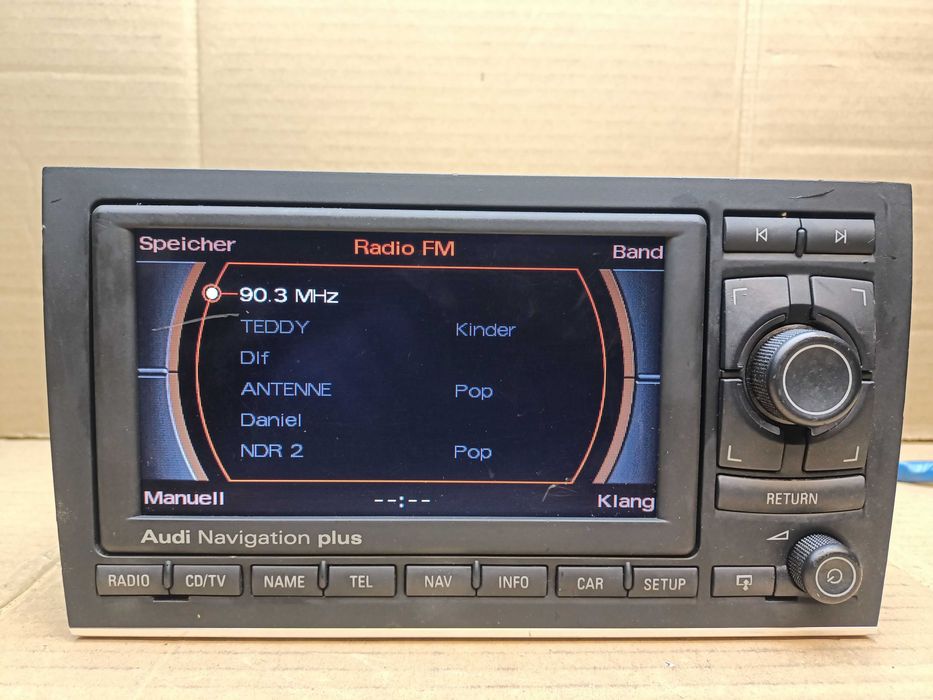 Speicher Radio FM Band
90.3 MHz
TEDDY Kinder
Dlf
ANTENNE Pop
Daniel
NDR 2 Pop
Manuell --:-- Klang
RETURN
Audi Navigation plus
RADIO CD/TV NAME TEL NAV INFO CAR SETUP